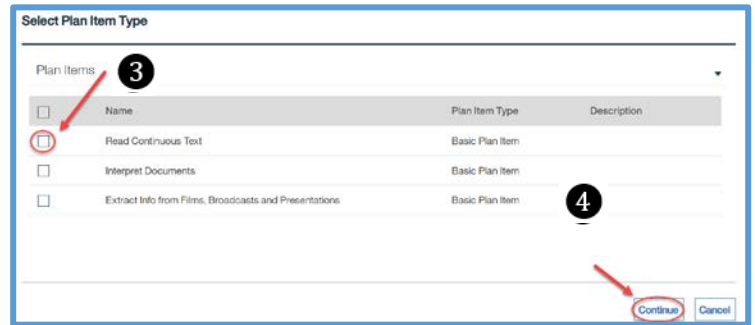 Select Plan Item Type
Plan Items
3
Name Plan Item Type Description
Read Continuous Text Basic Plan Item
Interpret Documents Basic Plan Item
Extract Info from Films, Broadcasts and Presentations Basic Plan Item
4
Continue Cancel